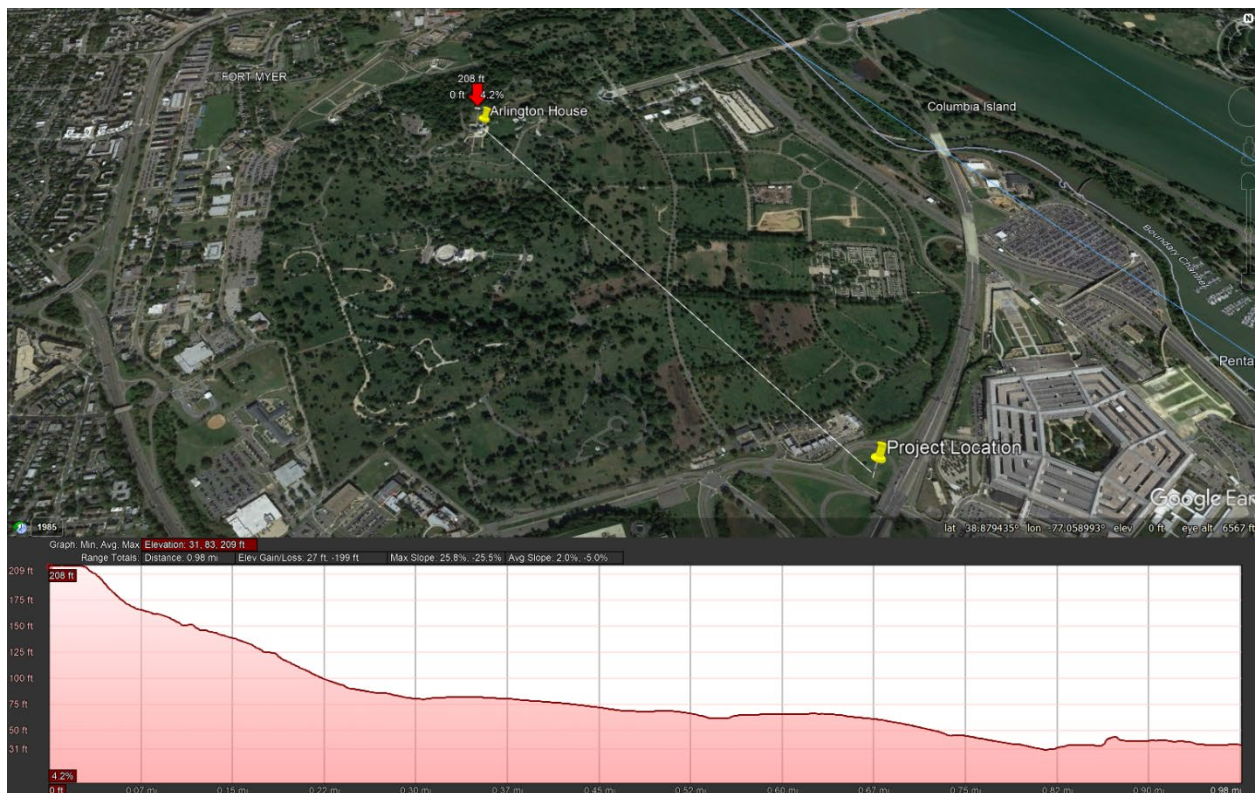 N
FORT MYER
208 ft
0 ft 4.2%
Arlington House
Columbia Island
Boundary Channel
Penta
Project Location
Google Ear
1985
lat 38.879435° lon -77.058993° elev 0 ft eye alt 6567 ft
Graph: Min, Avg, Max Elevation: 31, 83, 209 ft
Range Totals: Distance: 0.98 mi Elev Gain/Loss: 27 ft, -199 ft Max Slope: 25.8%, -25.5% Avg Slope: 2.0%, -5.0%
209 ft
208 ft
175 ft
150 ft
125 ft
100 ft
75 ft
50 ft
31 ft
4.2%
0 ft 0.07 mi 0.15 mi 0.22 mi 0.30 mi 0.37 mi 0.45 mi 0.52 mi 0.60 mi 0.67 mi 0.75 mi 0.82 mi 0.90 mi 0.98 mi